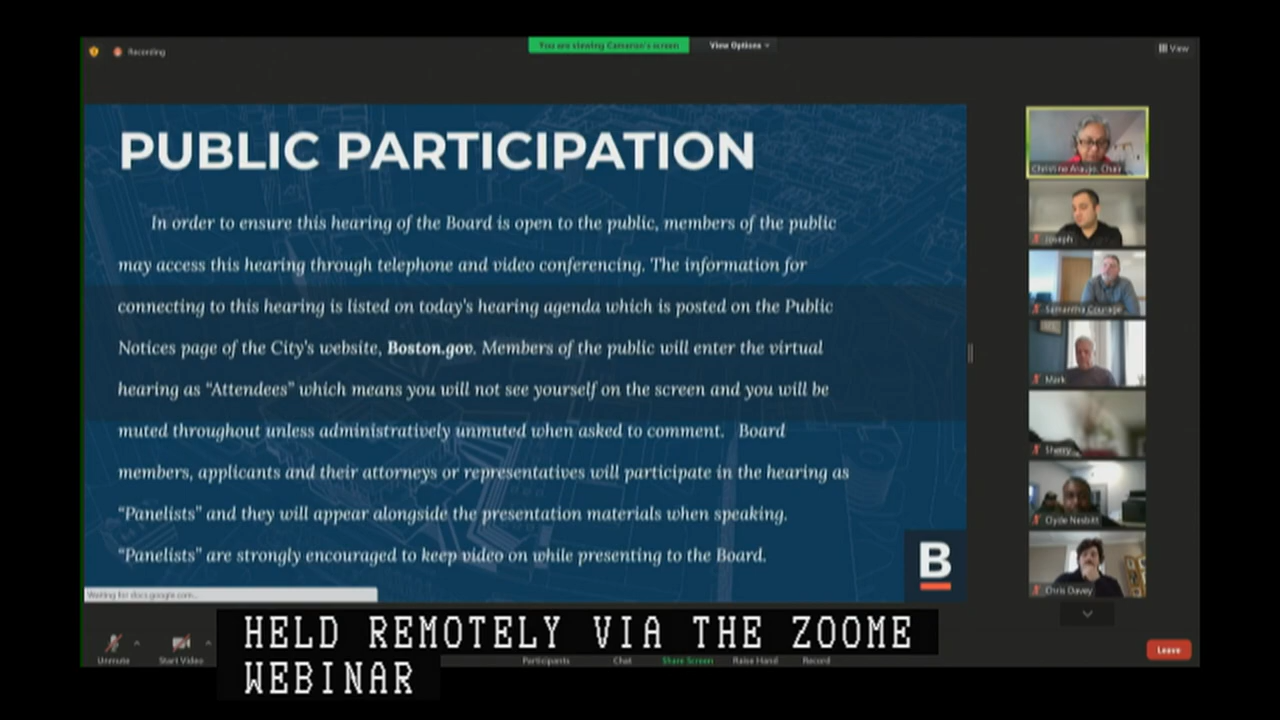 Recording
You are viewing Cameron's screen
View Options
View
PUBLIC PARTICIPATION
In order to ensure this hearing of the Board is open to the public, members of the public
may access this hearing through telephone and video conferencing. The information for
connecting to this hearing is listed on today's hearing agenda which is posted on the Public
Notices page of the City's website, Boston.gov. Members of the public will enter the virtual
hearing as “Attendees” which means you will not see yourself on the screen and you will be
muted throughout unless administratively unmuted when asked to comment. Board
members, applicants and their attorneys or representatives will participate in the hearing as
“Panelists” and they will appear alongside the presentation materials when speaking.
“Panelists” are strongly encouraged to keep video on while presenting to the Board.
B
Waiting for docs.google.com...
Christine Araujo, Chair
Joseph
Samantha Courage
Mark
Sherry
Clyde Nesbitt
Chris Davey
Unmute
Start Video
Participants
Chat
Share Screen
Raise Hand
Record
Leave
HELD REMOTELY VIA THE ZOOME
WEBINAR